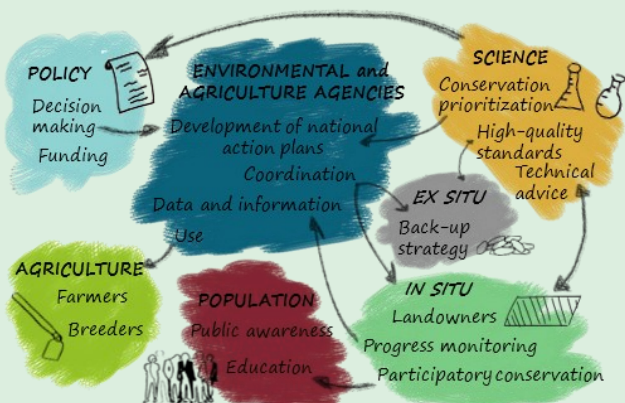 POLICY
Decision
making
Funding
ENVIRONMENTAL and
AGRICULTURE AGENCIES
Development of national
action plans
Coordination
Data and information
Use
SCIENCE
Conservation
prioritization
High-quality
standards
Technical
advice
EX SITU
Back-up
strategy
AGRICULTURE
Farmers
Breeders
POPULATION
Public awareness
Education
IN SITU
Landowners
Progress monitoring
Participatory conservation